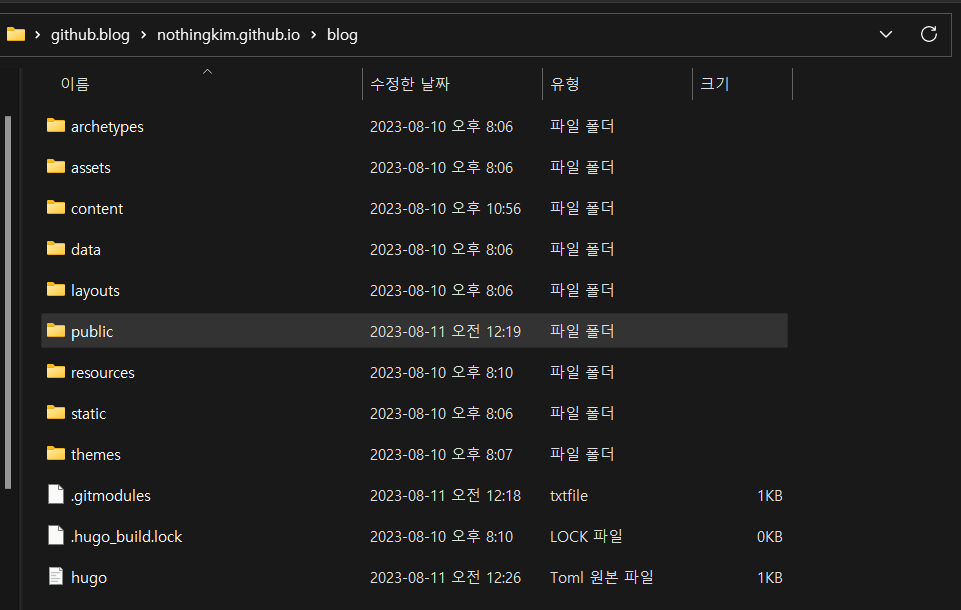 github.blog > nothingkim.github.io > blog
이름 수정한 날짜 유형 크기
archetypes 2023-08-10 오후 8:06 파일 폴더
assets 2023-08-10 오후 8:06 파일 폴더
content 2023-08-10 오후 10:56 파일 폴더
data 2023-08-10 오후 8:06 파일 폴더
layouts 2023-08-10 오후 8:06 파일 폴더
public 2023-08-11 오전 12:19 파일 폴더
resources 2023-08-10 오후 8:10 파일 폴더
static 2023-08-10 오후 8:06 파일 폴더
themes 2023-08-10 오후 8:07 파일 폴더
.gitmodules 2023-08-11 오전 12:18 txtfile 1KB
.hugo_build.lock 2023-08-10 오후 8:10 LOCK 파일 0KB
hugo 2023-08-11 오전 12:26 Toml 원본 파일 1KB